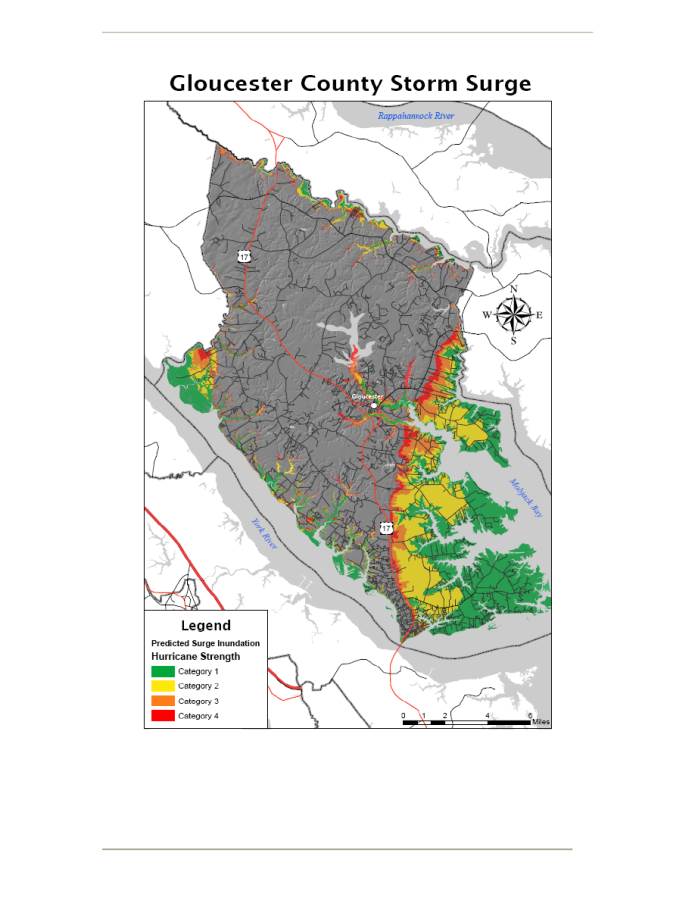 Gloucester County Storm Surge
Rappahannock River
17
N
W E
S
Gloucester
Mobjack Bay
17
York River
Legend
Predicted Surge Inundation
Hurricane Strength
Category 1
Category 2
Category 3
Category 4
0 1 2 4 6
Miles